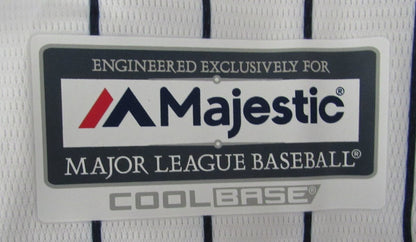 ENGINEERED EXCLUSIVELY FOR
Majestic®
MAJOR LEAGUE BASEBALL®
COOLBASE®